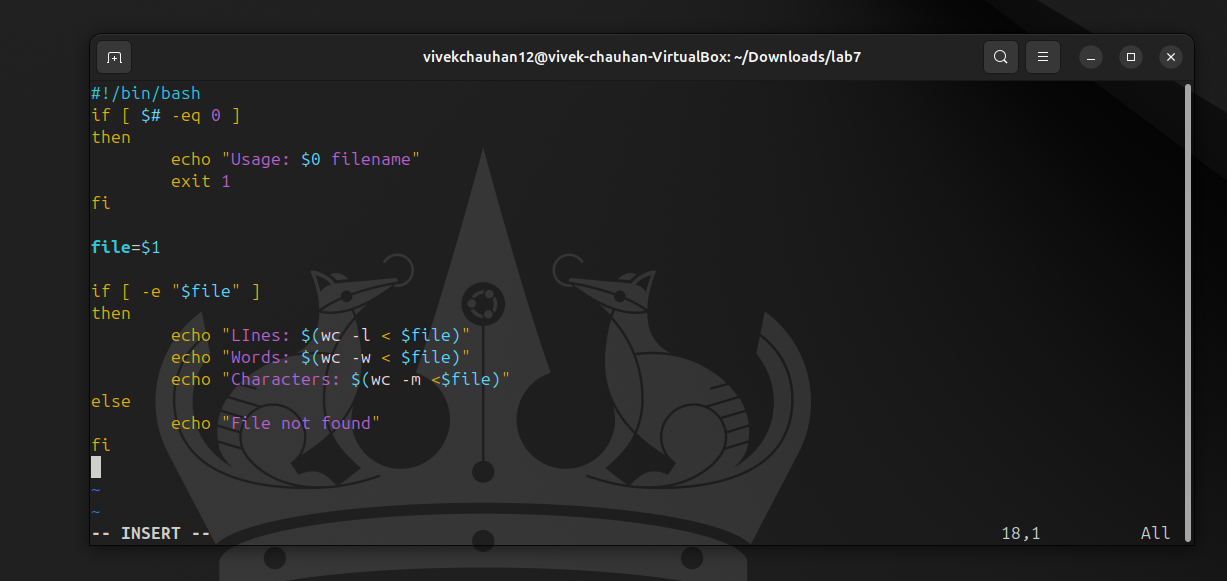 vivekchauhan12@vivek-chauhan-VirtualBox: ~/Downloads/lab7
#!/bin/bash
if [ $# -eq 0 ]
then
        echo "Usage: $0 filename"
        exit 1
fi

file=$1

if [ -e "$file" ]
then
        echo "LInes: $(wc -l < $file)"
        echo "Words: $(wc -w < $file)"
        echo "Characters: $(wc -m <$file)"
else
        echo "File not found"
fi

~
~
-- INSERT -- 18,1 All